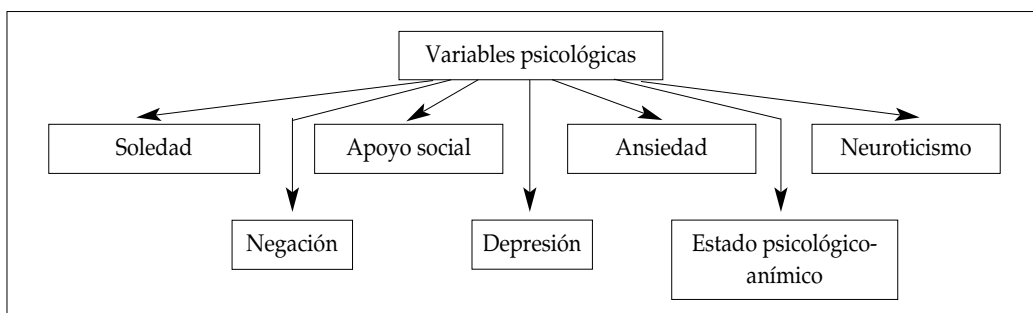 Variables psicológicas
Soledad
Apoyo social
Ansiedad
Neuroticismo
Negación
Depresión
Estado psicológico-
anímico